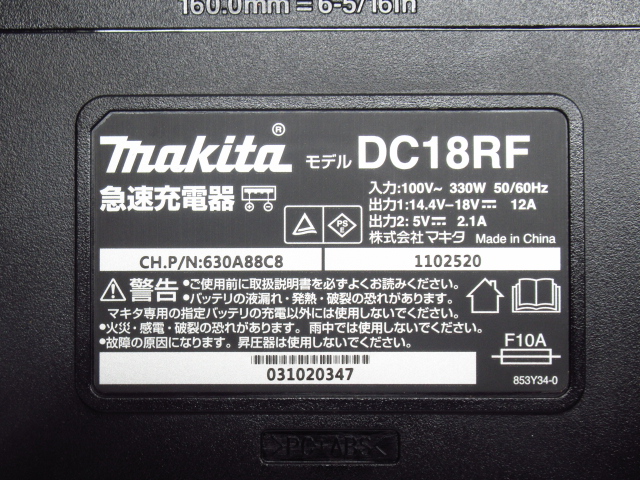 160.0mm = 6-5/16in
makita® モデル DC18RF
急速充電器
入力:100V~ 330W 50/60Hz
出力1:14.4V⎓18V⎓ 12A
出力2: 5V⎓ 2.1A
株式会社 マキタ Made in China
PS E
CH.P/N:630A88C8
1102520
警告
●ご使用前に取扱説明書を必ずよくお読みください。
●バッテリの液漏れ・発熱・破裂の恐れがあります。
マキタ専用の指定バッテリの充電以外には使用しないでください。
●火災・感電・破裂の恐れがあります。雨中では使用しないでください。
●故障の原因になります。昇圧器は使用しないでください。
F10A
031020347
853Y34-0
>PC+ABS<